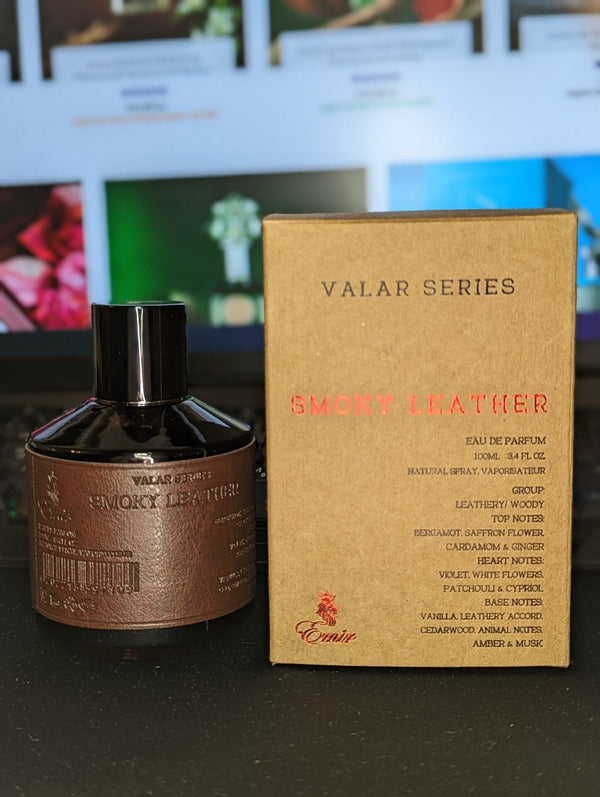 VALAR SERIES
SMOKY LEATHER
EAU DE PARFUM
100ML 3.4 FL OZ.
NATURAL SPRAY, VAPORISATEUR
GROUP:
LEATHERY/ WOODY
TOP NOTES:
BERGAMOT, SAFFRON FLOWER,
CARDAMOM & GINGER
HEART NOTES:
VIOLET, WHITE FLOWERS,
PATCHOULI & CYPRIOL
BASE NOTES:
VANILLA, LEATHERY ACCORD,
CEDARWOOD, ANIMAL NOTES,
AMBER & MUSK
Emir
VALAR SERIES
SMOKY LEATHER
Emir